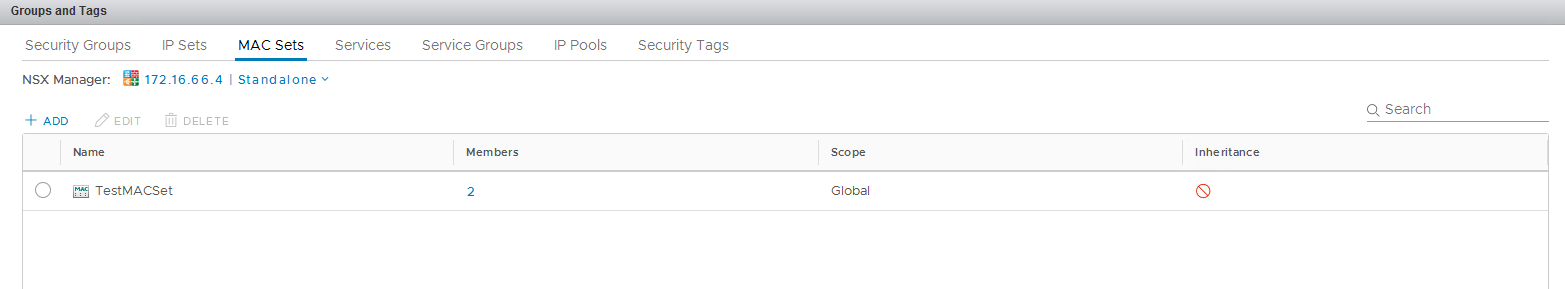 Groups and Tags
Security Groups IP Sets MAC Sets Services Service Groups IP Pools Security Tags
NSX Manager: 172.16.66.4 | Standalone
ADD EDIT DELETE Search
Name Members Scope Inheritance
MAC TestMACSet 2 Global